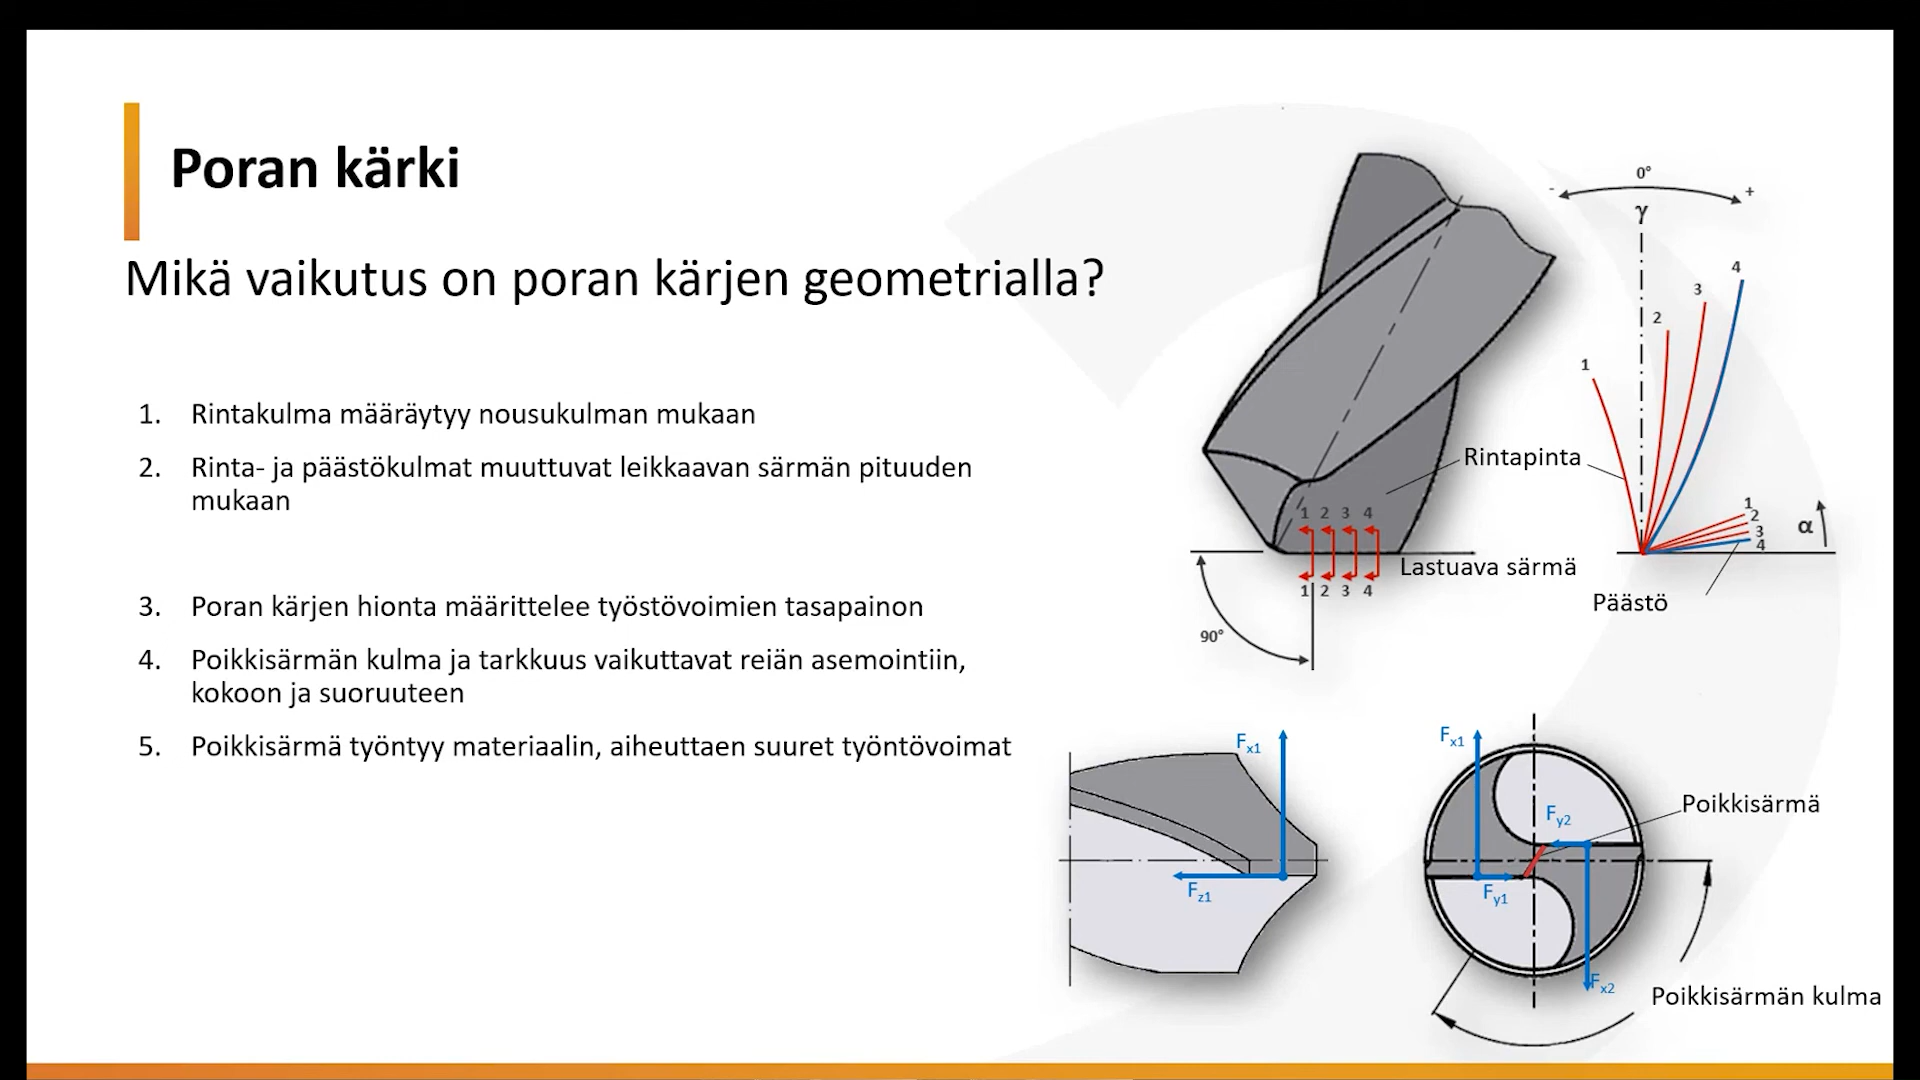 Poran kärki
Mikä vaikutus on poran kärjen geometrialla?
1. Rintakulma määräytyy nousukulman mukaan
2. Rinta- ja päästökulmat muuttuvat leikkaavan särmän pituuden
mukaan
3. Poran kärjen hionta määrittelee työstövoimien tasapainon
4. Poikkisärmän kulma ja tarkkuus vaikuttavat reiän asemointiin,
kokoon ja suoruuteen
5. Poikkisärmä työntyy materiaalin, aiheuttaen suuret työntövoimat
0°
- +
γ
4
3
2
1
Rintapinta
1 2 3 4
1
2
3
4
α
Lastuava särmä
1 2 3 4
Päästö
90°
Fx1
Fz1
Fx1
Fy2
Poikkisärmä
Fy1
Fx2
Poikkisärmän kulma